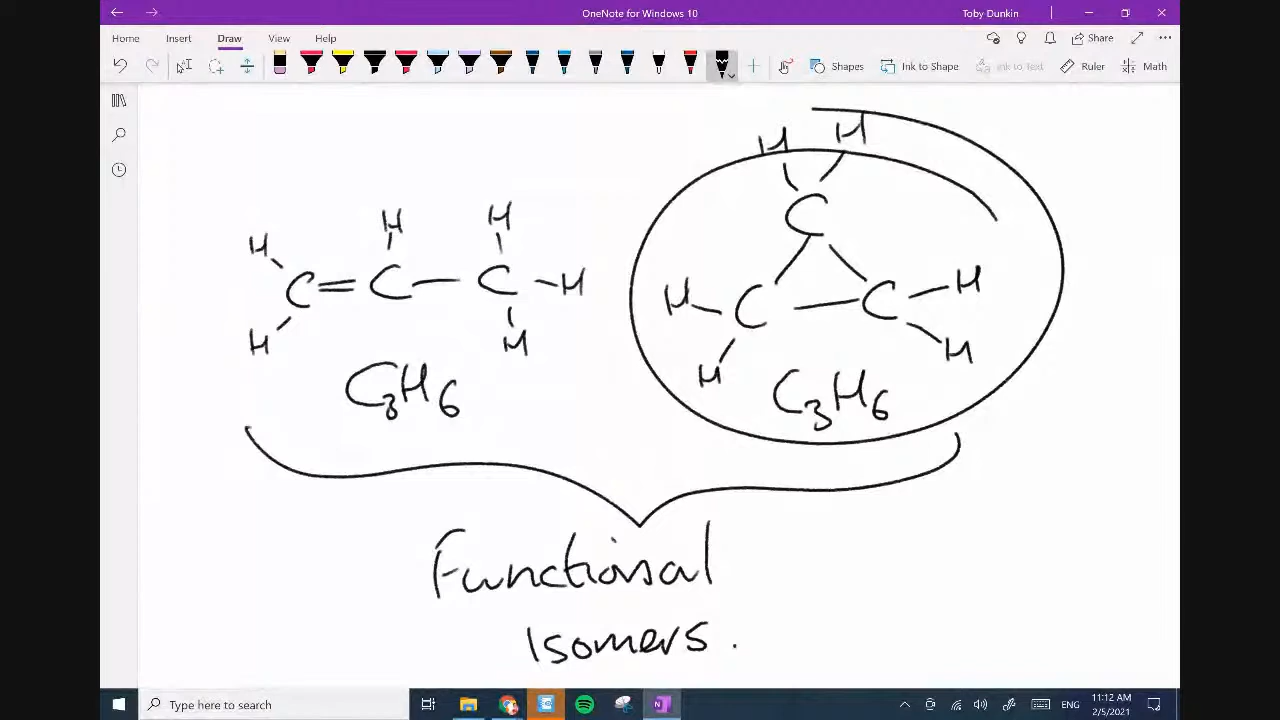 OneNote for Windows 10
Toby Dunkin
Home Insert Draw View Help
Share
Shapes Ink to Shape Ink to Text Ruler Math
H H
C
H H H
C = C — C — H
H H
C3H6
H C C H
H H
C3H6
Functional
Isomers.
Type here to search
ENG
11:12 AM
2/5/2021